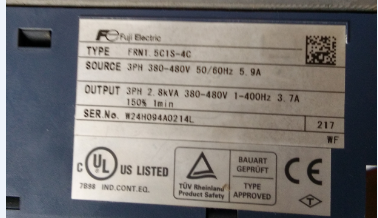 Fuji Electric
TYPE FRN1.5C1S-4C
SOURCE 3PH 380-480V 50/60Hz 5.9A
OUTPUT 3PH 2.8kVA 380-480V 1-400Hz 3.7A
150% 1min
SER.No. W24H094A0214L 217
WF
C UL US LISTED
7B98 IND.CONT.EQ.
TÜV Rheinland
Product Safety
BAUART
GEPRÜFT
TYPE
APPROVED
CE
T